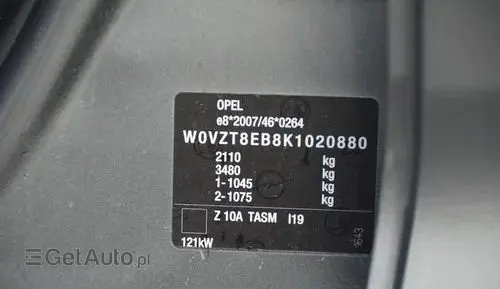 OPEL
e8*2007/46*0264
W0VZT8EB8K1020880
2110 kg
3480 kg
1-1045 kg
2-1075 kg
Z 10A TASM I19
121kW
1643
GetAuto.pl